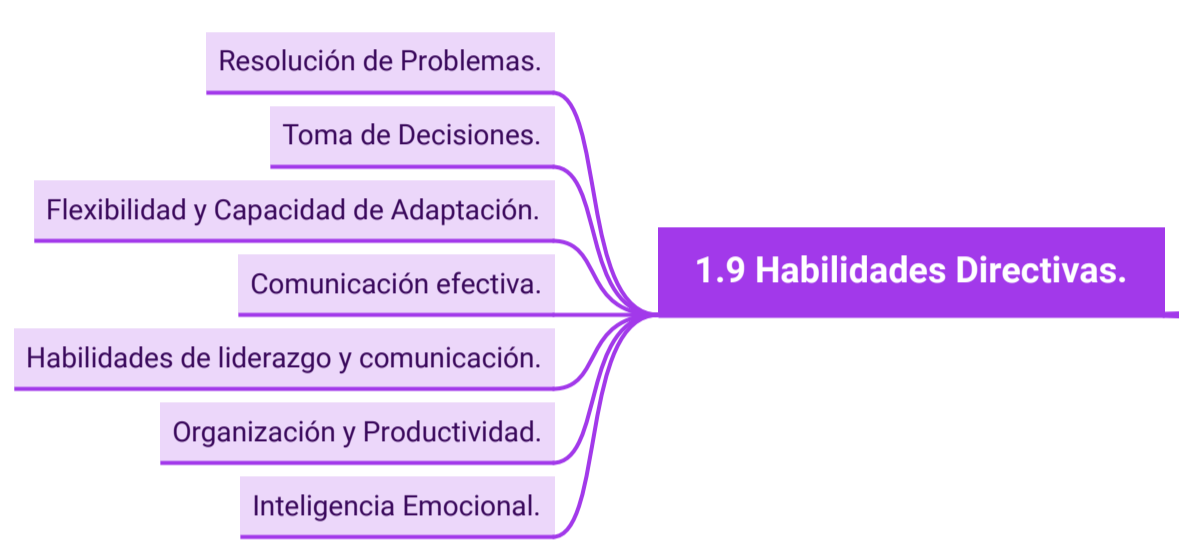 Resolución de Problemas.
Toma de Decisiones.
Flexibilidad y Capacidad de Adaptación.
1.9 Habilidades Directivas.
Comunicación efectiva.
Habilidades de liderazgo y comunicación.
Organización y Productividad.
Inteligencia Emocional.